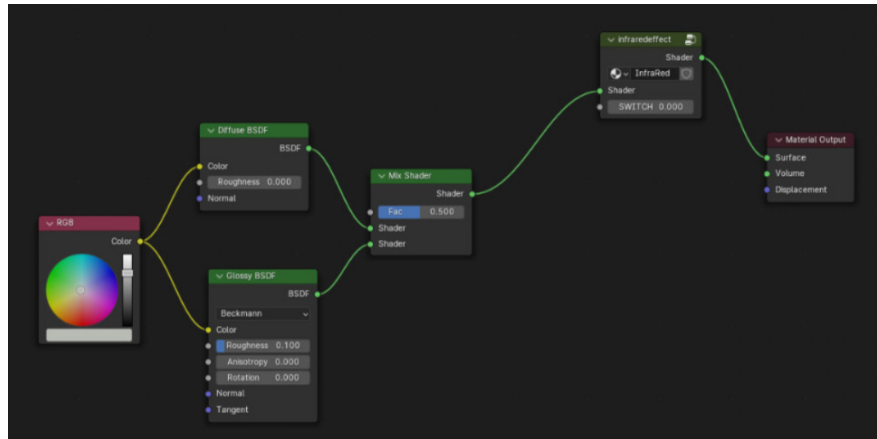 infraredeffect
Shader
InfraRed
Shader
SWITCH 0.000
Diffuse BSDF
BSDF
Color
Roughness 0.000
Normal
Mix Shader
Shader
Fac 0.500
Shader
Shader
Material Output
Surface
Volume
Displacement
RGB
Color
Glossy BSDF
BSDF
Beckmann
Color
Roughness 0.100
Anisotropy 0.000
Rotation 0.000
Normal
Tangent